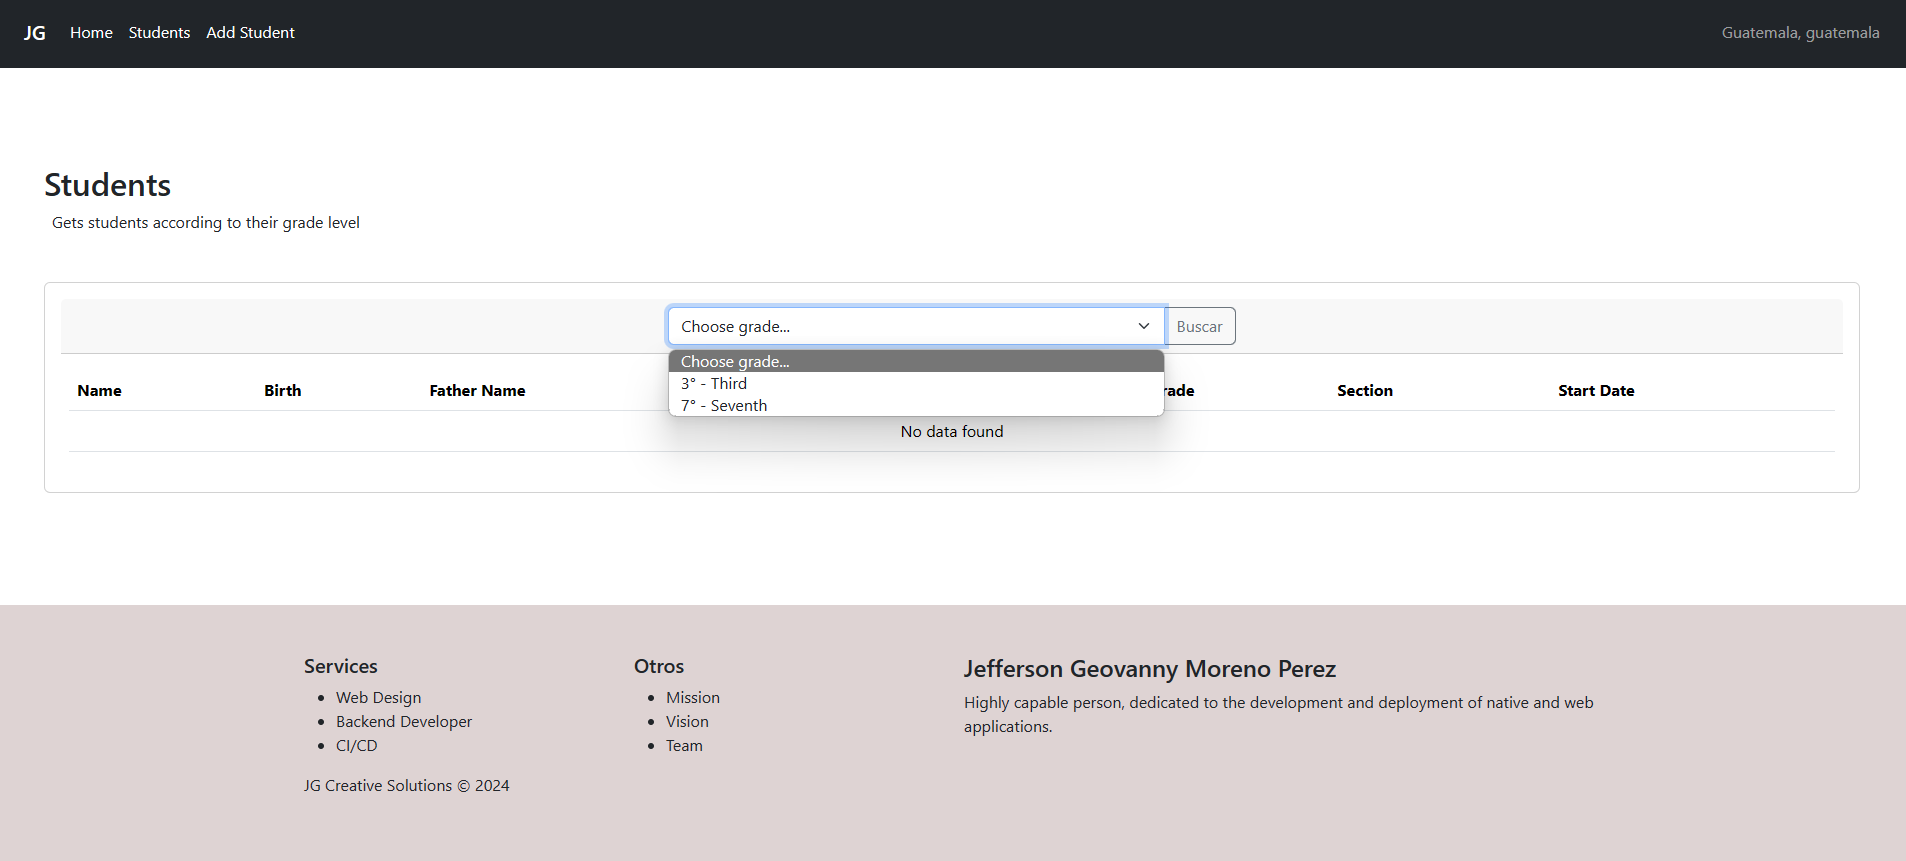 JG Home Students Add Student Guatemala, guatemala
Students
Gets students according to their grade level
Choose grade... Buscar
Choose grade...
3° - Third
7° - Seventh
Name Birth Father Name Section Start Date
No data found
Services
Web Design
Backend Developer
CI/CD
Otros
Mission
Vision
Team
Jefferson Geovanny Moreno Perez
Highly capable person, dedicated to the development and deployment of native and web
applications.
JG Creative Solutions © 2024